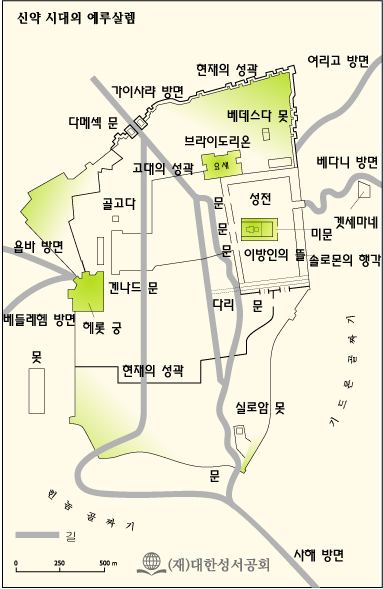 신약 시대의 예루살렘
현재의 성곽
여리고 방면
가이사랴 방면
베데스다 못
다메섹 문
브라이도리온
고대의 성곽
요새
베다니 방면
골고다
문
성전
겟세마네
문
미문
욥바 방면
문
이방인의 뜰
솔로몬의 행각
겐나드 문
베들레헴 방면
헤롯 궁
다리
문
못
현재의 성곽
기드론 골짜기
실로암 못
문
힌놈 골짜기
길
사해 방면
0 250 500 m
(재)대한성서공회